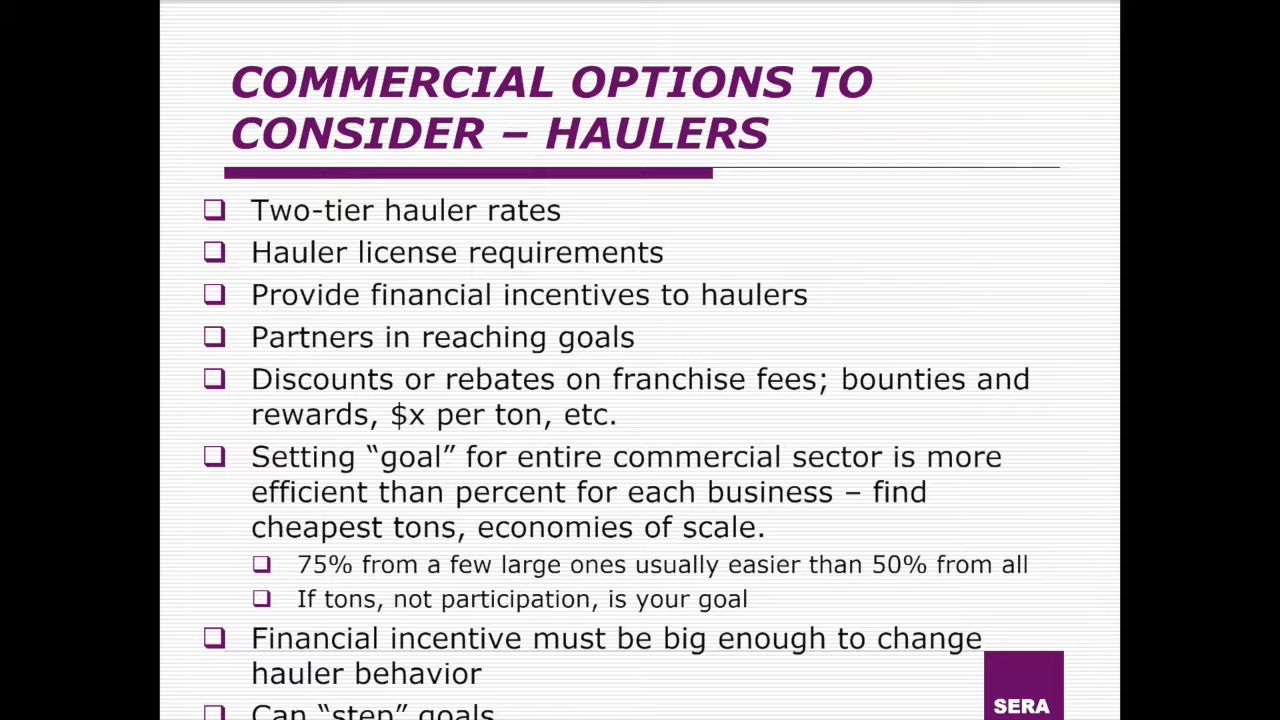 COMMERCIAL OPTIONS TO
CONSIDER – HAULERS
Two-tier hauler rates
Hauler license requirements
Provide financial incentives to haulers
Partners in reaching goals
Discounts or rebates on franchise fees; bounties and
rewards, $x per ton, etc.
Setting “goal” for entire commercial sector is more
efficient than percent for each business – find
cheapest tons, economies of scale.
75% from a few large ones usually easier than 50% from all
If tons, not participation, is your goal
Financial incentive must be big enough to change
hauler behavior
Can “step” goals
SERA